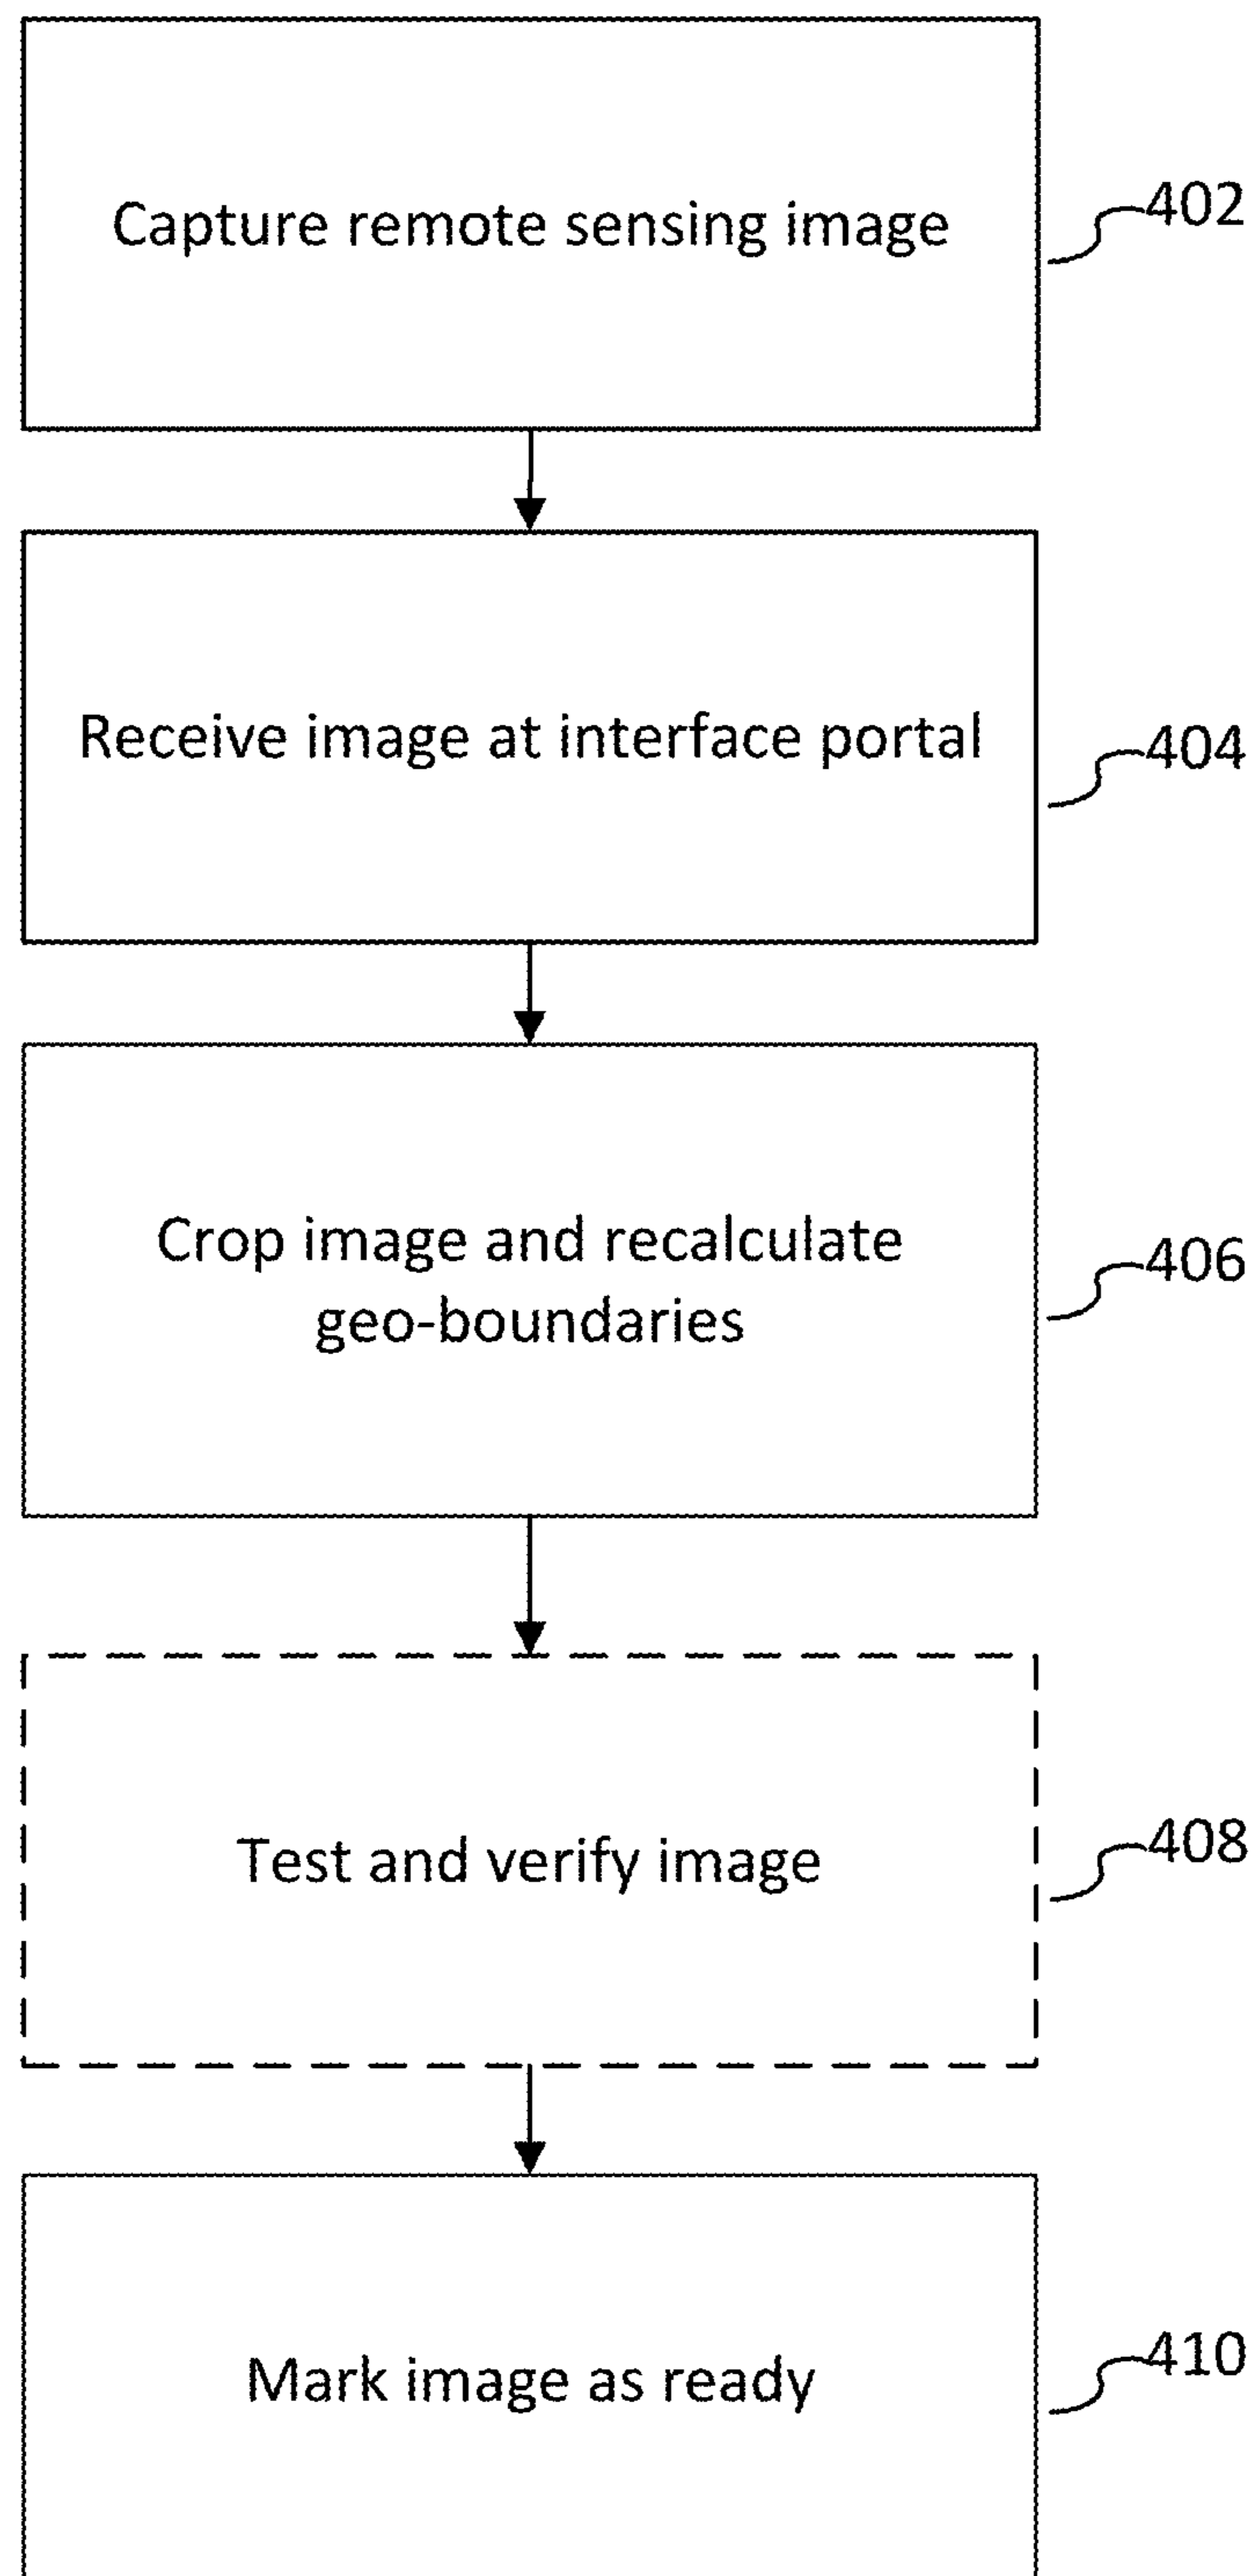 Capture remote sensing image
402
Receive image at interface portal
404
Crop image and recalculate
geo-boundaries
406
Test and verify image
408
Mark image as ready
410